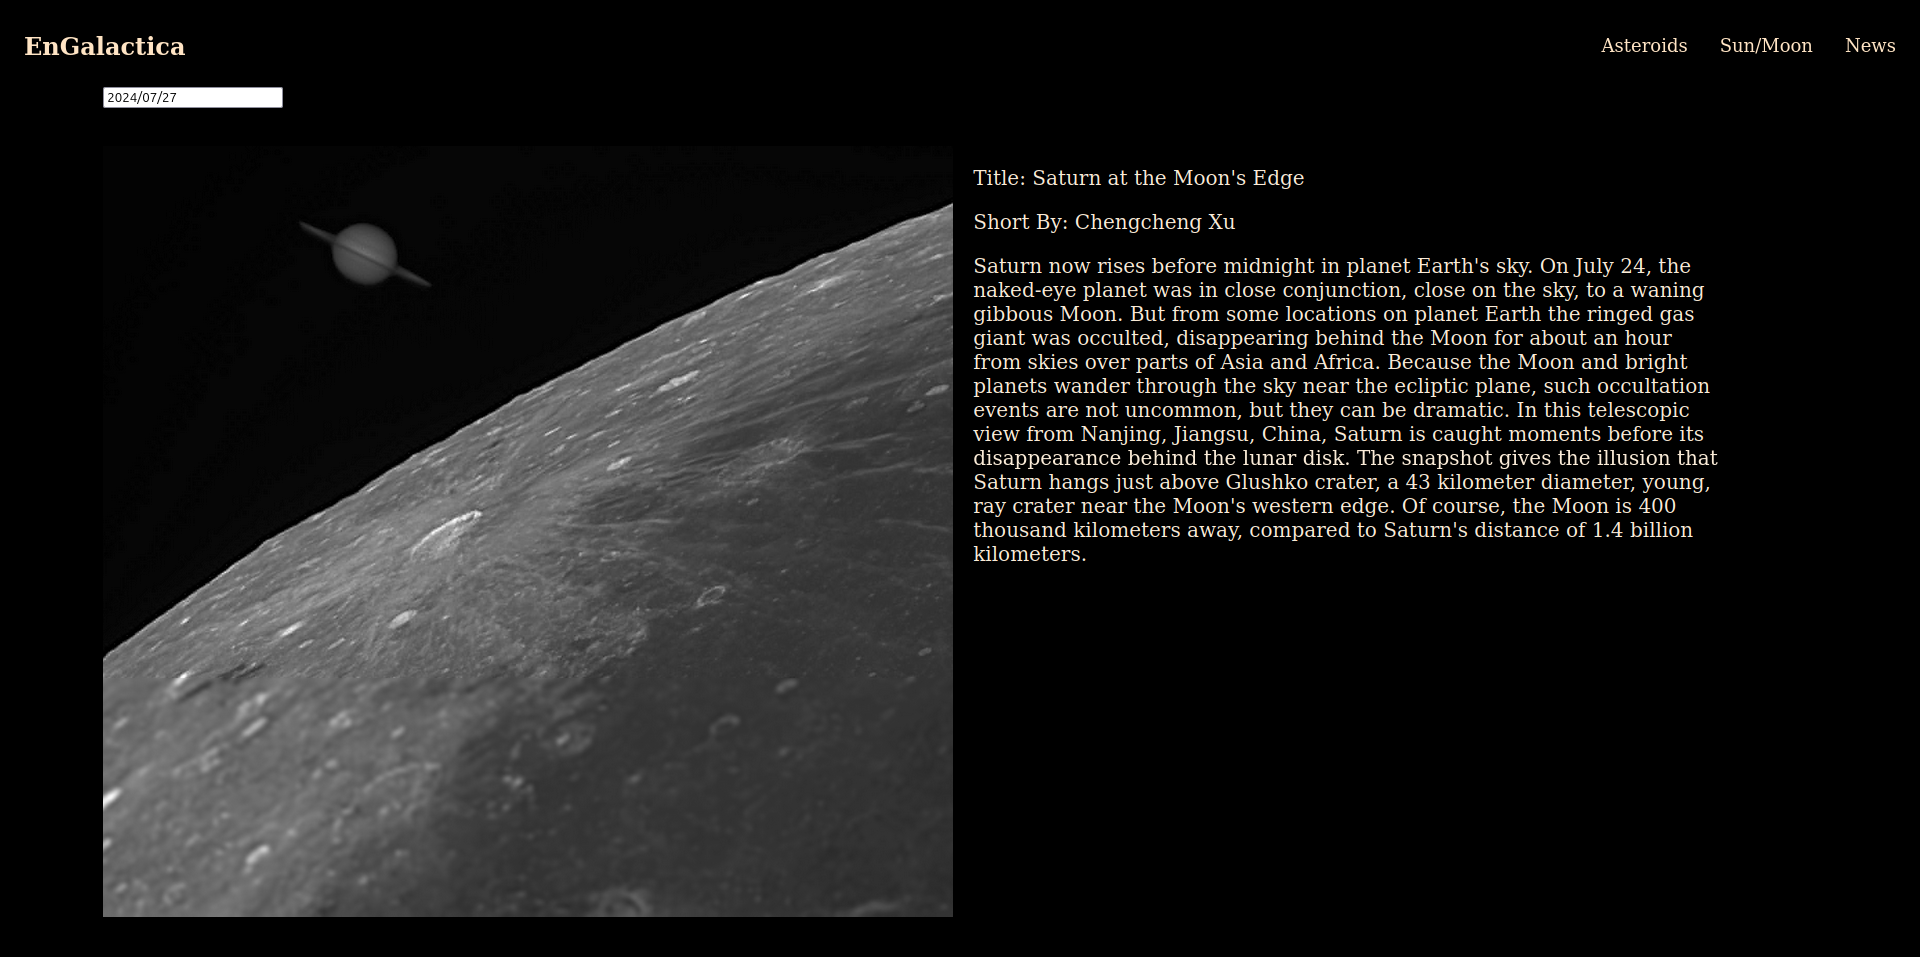 EnGalactica
Asteroids Sun/Moon News
2024/07/27
Title: Saturn at the Moon's Edge
Short By: Chengcheng Xu
Saturn now rises before midnight in planet Earth's sky. On July 24, the
naked-eye planet was in close conjunction, close on the sky, to a waning
gibbous Moon. But from some locations on planet Earth the ringed gas
giant was occulted, disappearing behind the Moon for about an hour
from skies over parts of Asia and Africa. Because the Moon and bright
planets wander through the sky near the ecliptic plane, such occultation
events are not uncommon, but they can be dramatic. In this telescopic
view from Nanjing, Jiangsu, China, Saturn is caught moments before its
disappearance behind the lunar disk. The snapshot gives the illusion that
Saturn hangs just above Glushko crater, a 43 kilometer diameter, young,
ray crater near the Moon's western edge. Of course, the Moon is 400
thousand kilometers away, compared to Saturn's distance of 1.4 billion
kilometers.